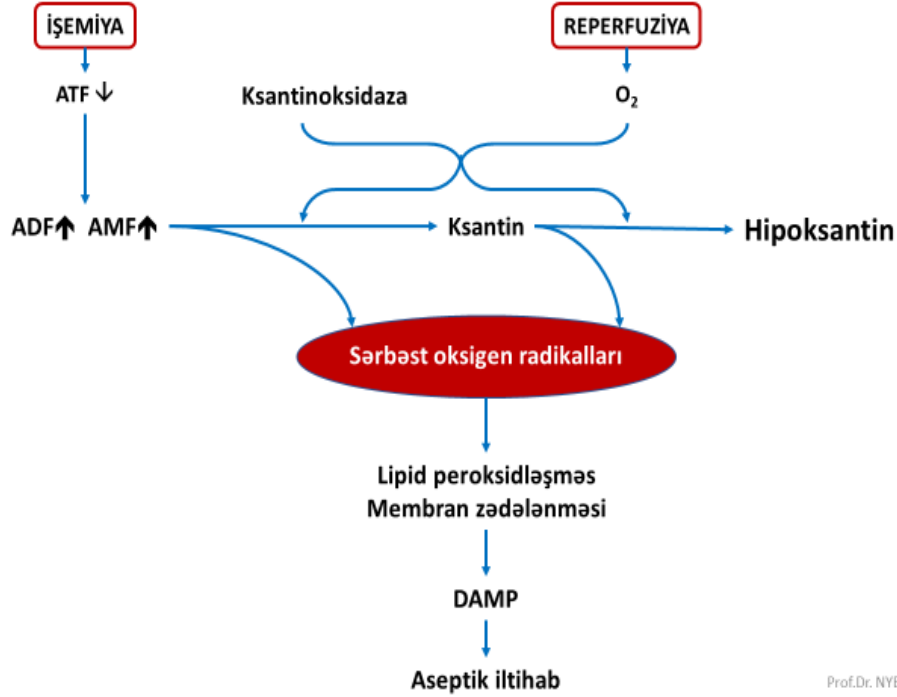 İŞEMİYA
REPERFUZİYA
ATF ↓
Ksantinoksidaza
O₂
ADF↑ AMF↑
Ksantin
Hipoksantin
Sərbəst oksigen radikalları
Lipid peroksidləşməs
Membran zədələnməsi
DAMP
Aseptik iltihab
Prof.Dr. NYB